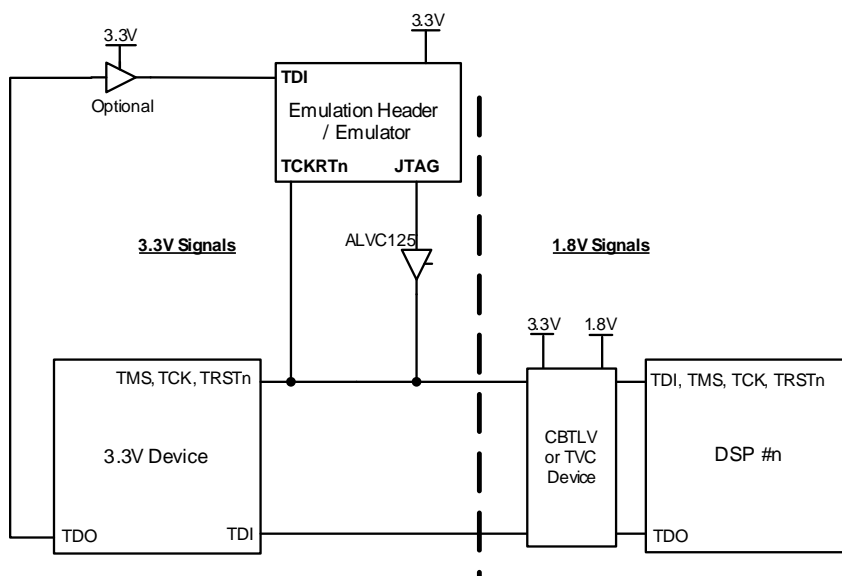 3.3V
Optional
3.3V
TDI
Emulation Header
/ Emulator
TCKRTn JTAG
ALVC125
3.3V Signals
1.8V Signals
3.3V 1.8V
TMS, TCK, TRSTn
3.3V Device
TDO TDI
CBTLV
or TVC
Device
TDI, TMS, TCK, TRSTn
DSP #n
TDO